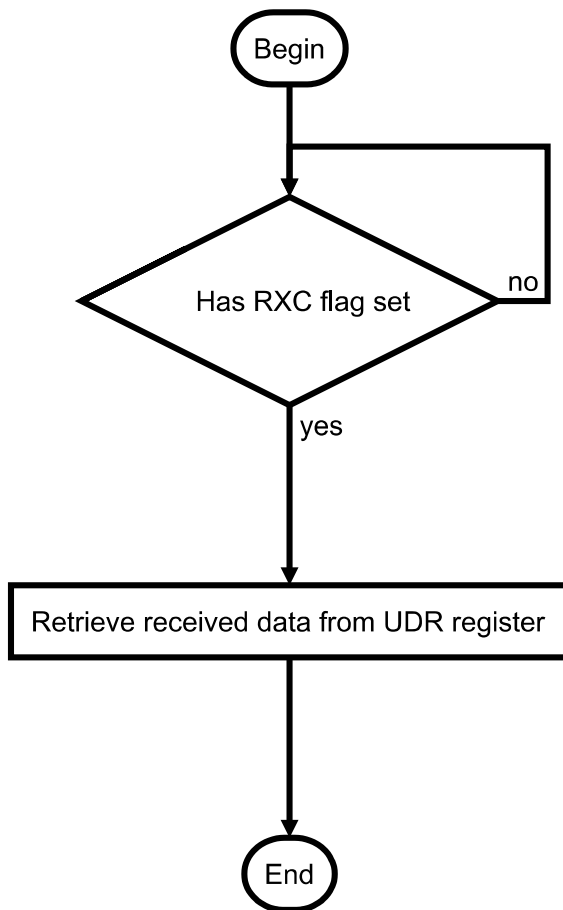 Begin
Has RXC flag set
no
yes
Retrieve received data from UDR register
End